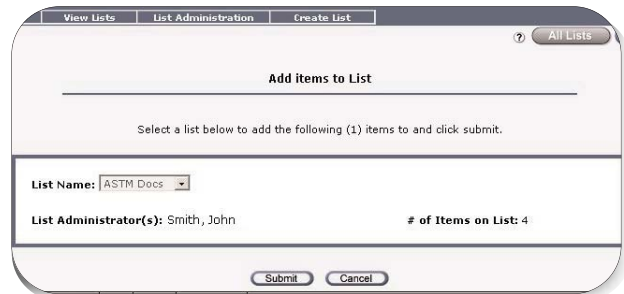 View Lists List Administration Create List
? All Lists
Add items to List
Select a list below to add the following (1) items to and click submit.
List Name: ASTM Docs
List Administrator(s): Smith, John # of Items on List: 4
Submit Cancel